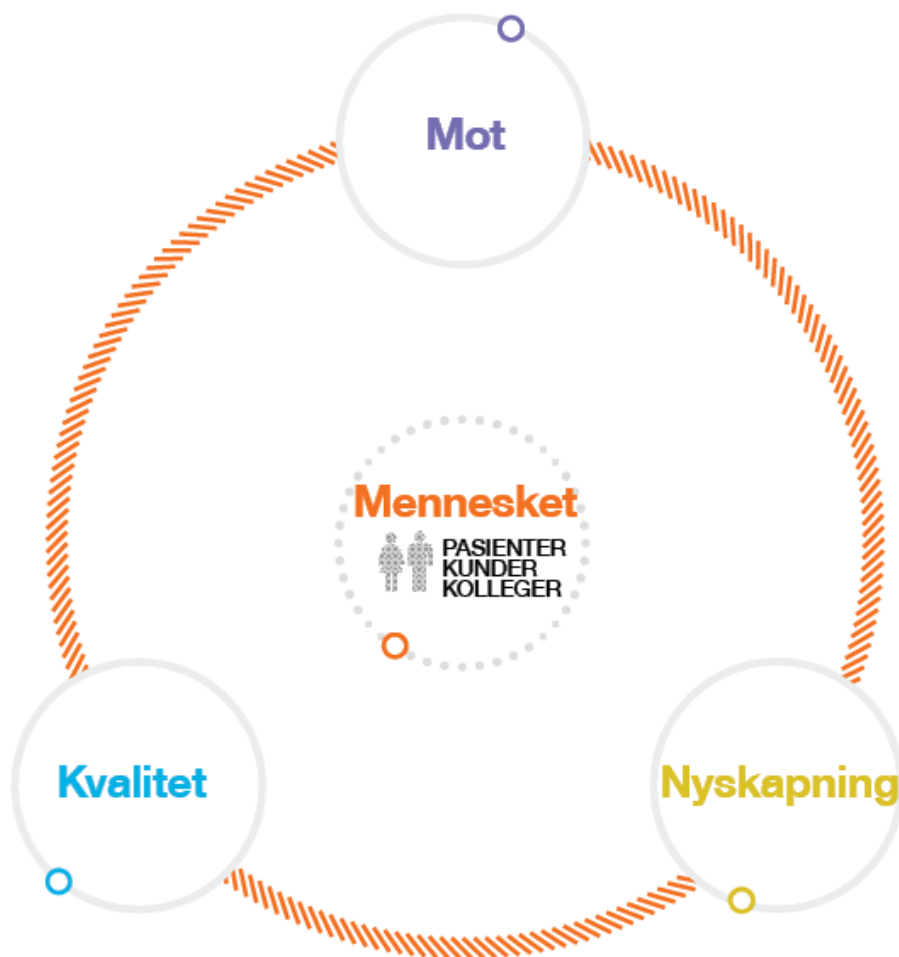 Mot
Mennesket
PASIENTER
KUNDER
KOLLEGER
Kvalitet
Nyskapning